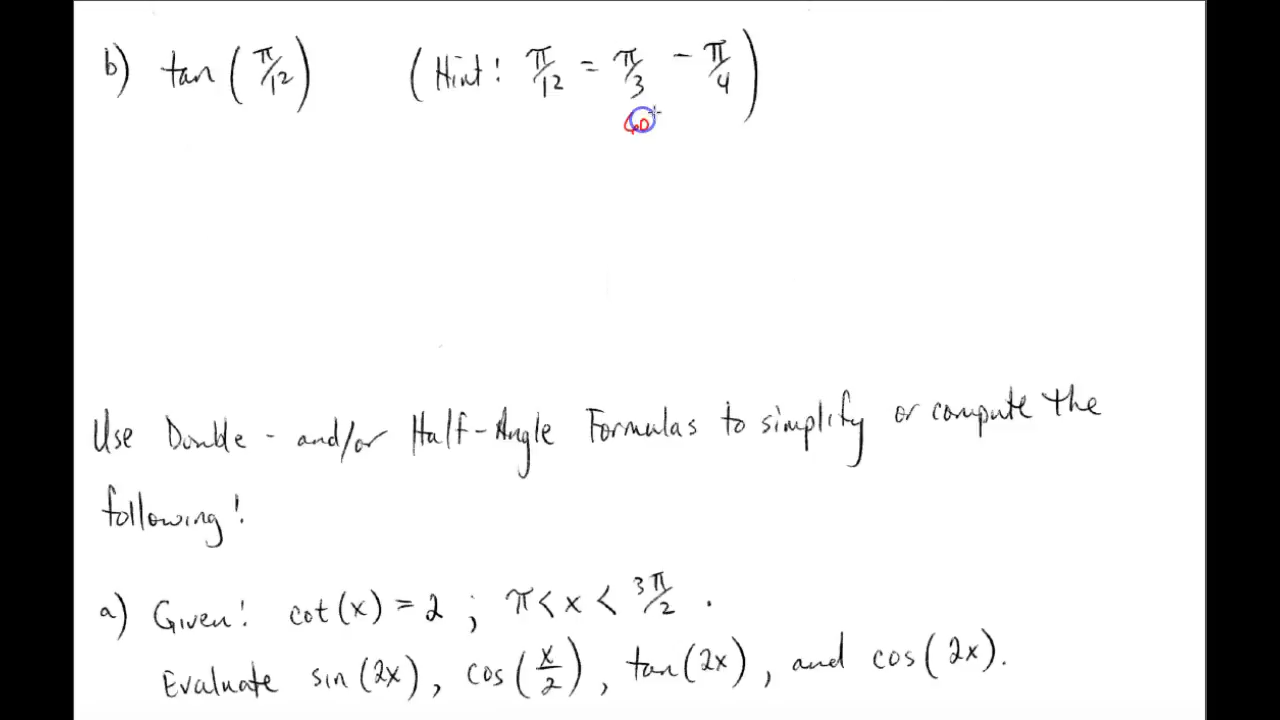 b) tan(π/12) (Hint: π/12 = π/3 - π/4)
60
Use Double - and/or Half-Angle Formulas to simplify or compute the
following:
a) Given: cot(x) = 2 ; π < x < 3π/2 .
Evaluate sin(2x), cos(x/2), tan(2x), and cos(2x).